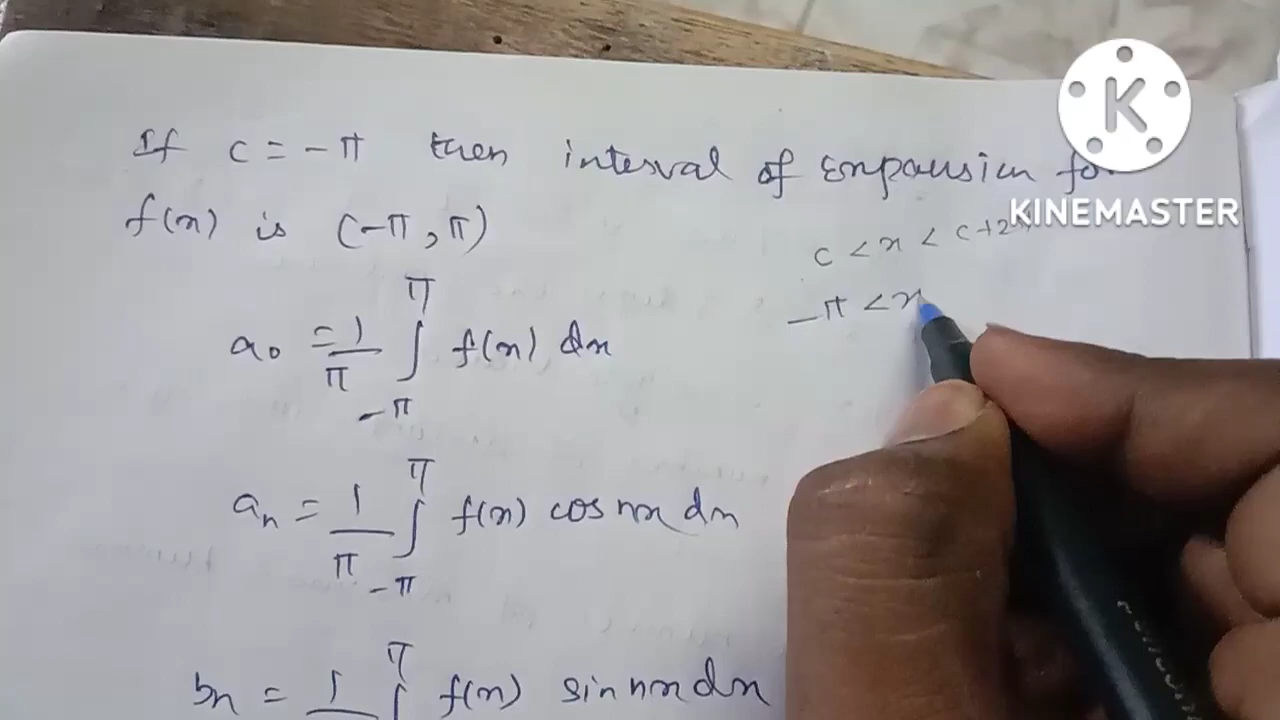 If c = -π then interval of expansion for
f(x) is (-π, π)
c < x < c+2π
-π < x
a₀ = 1/π ∫_{-π}^{π} f(x) dx
aₙ = 1/π ∫_{-π}^{π} f(x) cos nx dx
bₙ = 1 ∫^{π} f(x) sin nx dx
KINEMASTER